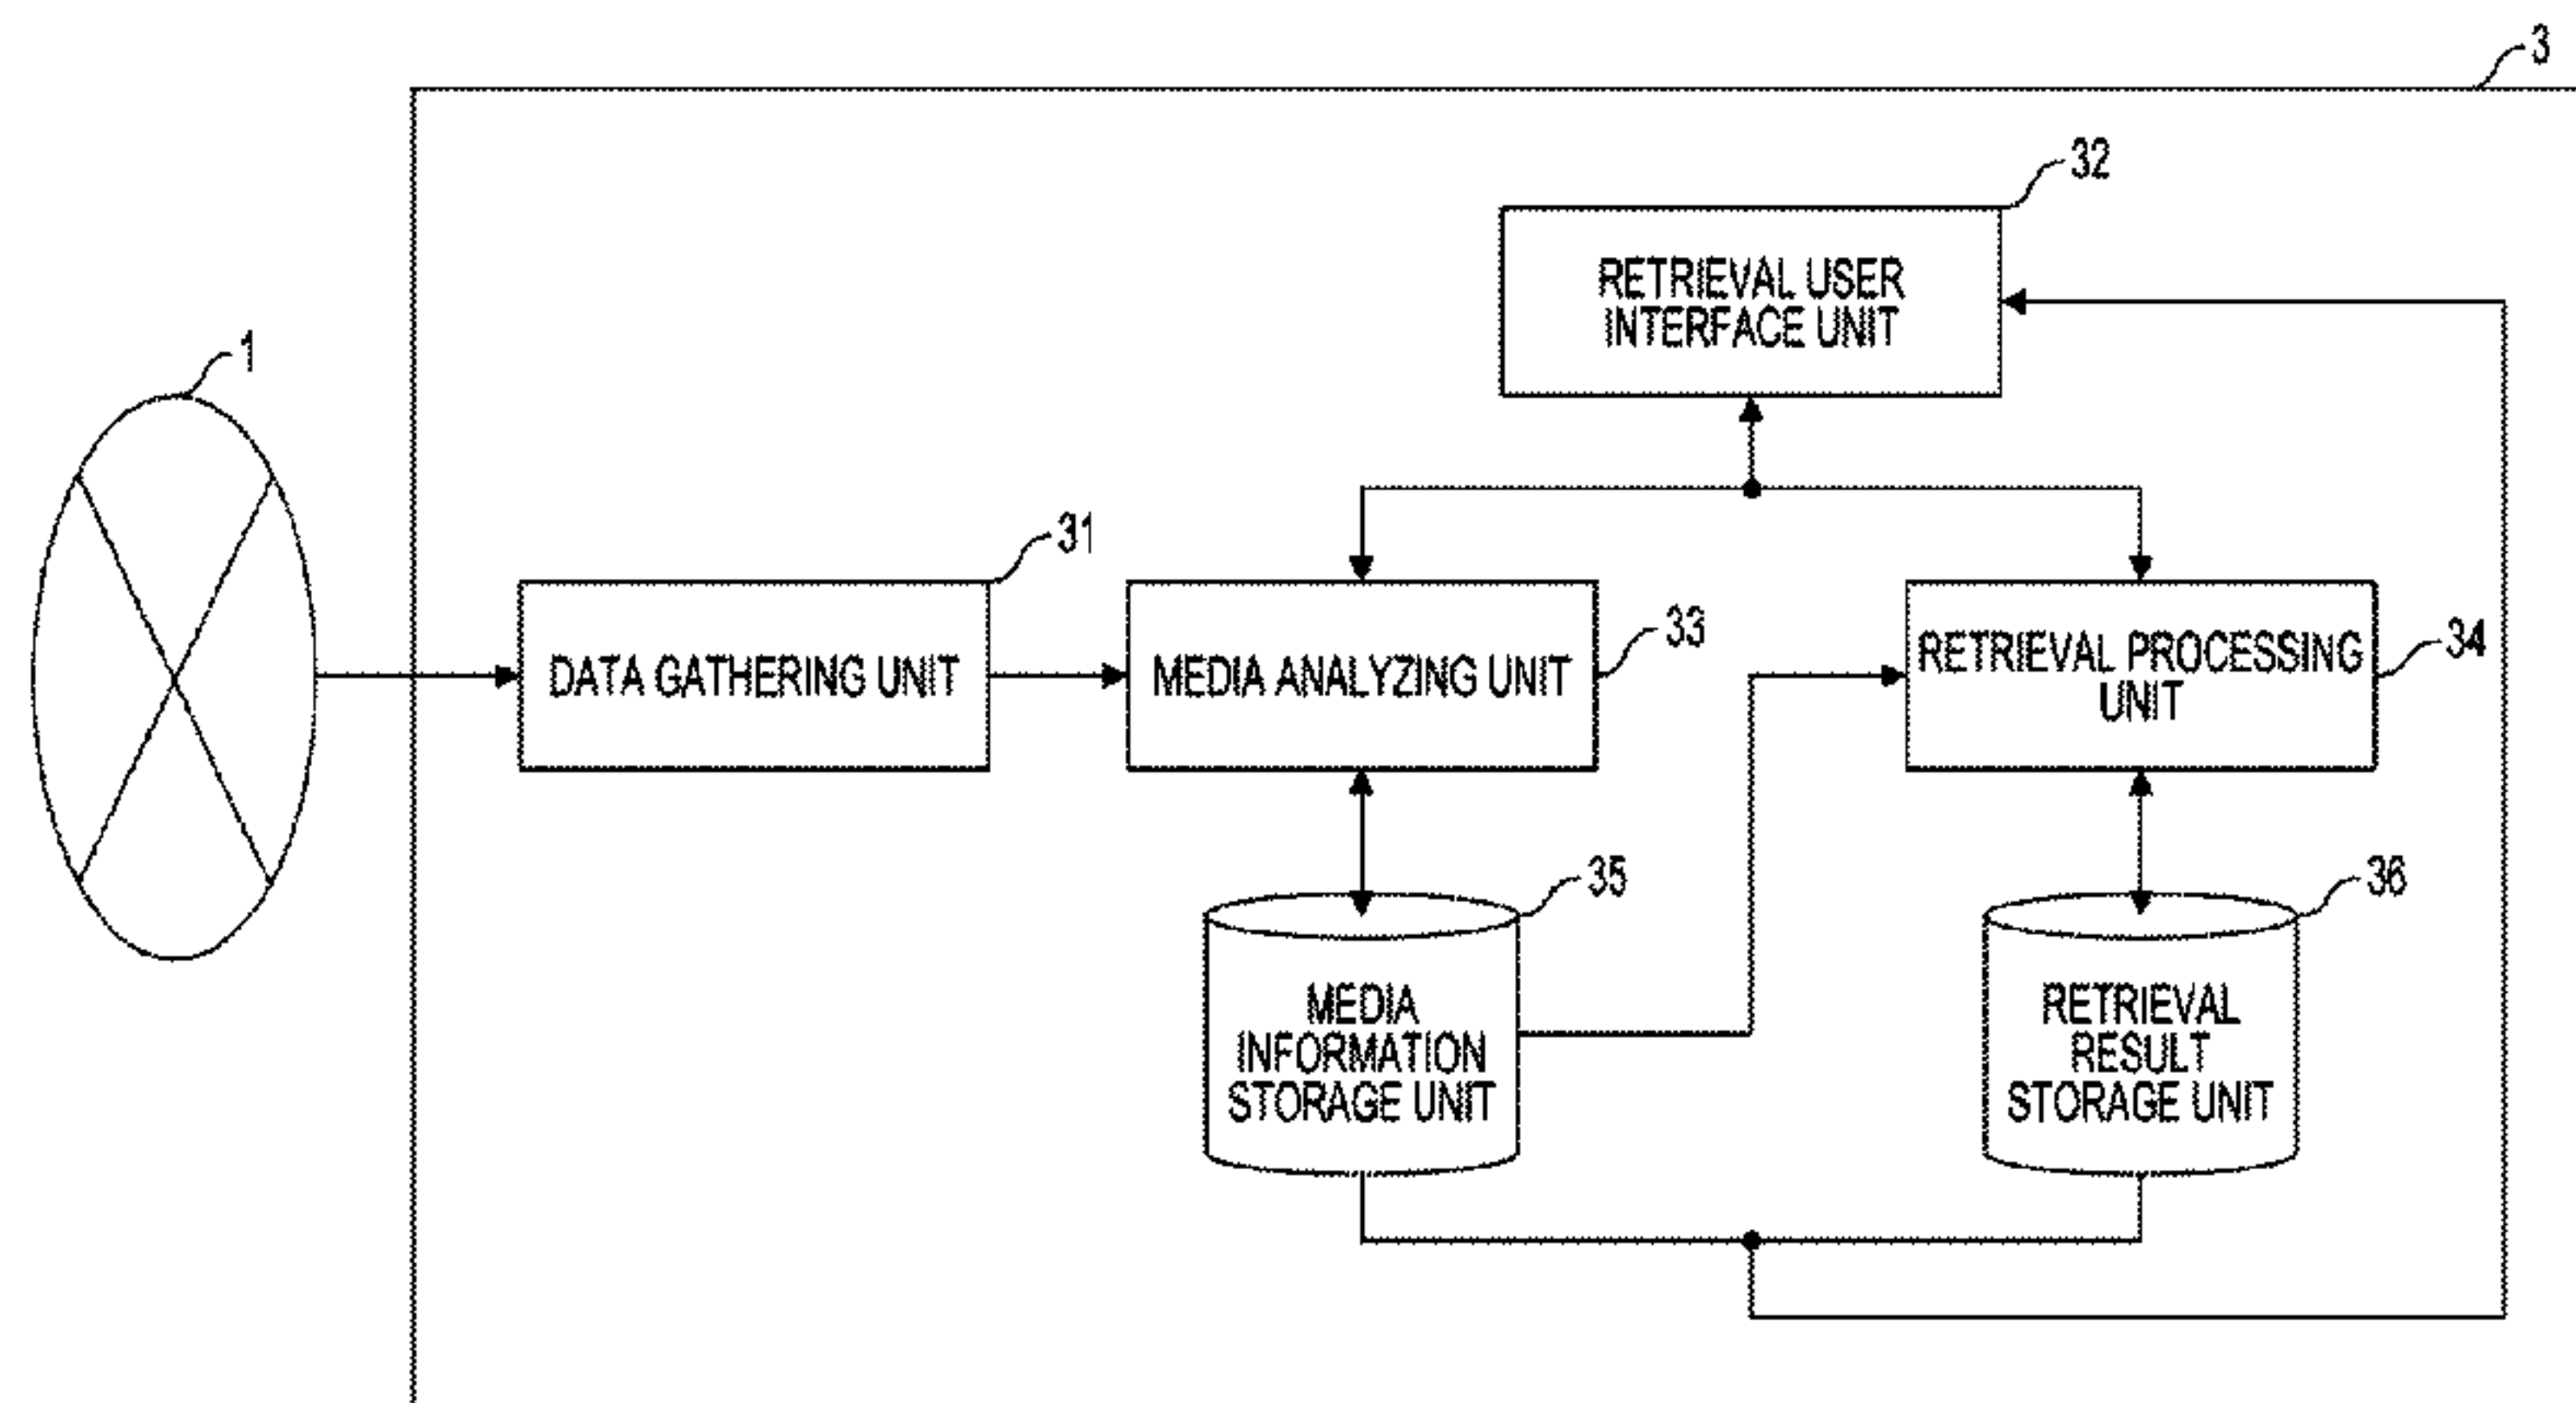 3
32
RETRIEVAL USER
INTERFACE UNIT
1
31
DATA GATHERING UNIT
33
MEDIA ANALYZING UNIT
34
RETRIEVAL PROCESSING
UNIT
35
MEDIA
INFORMATION
STORAGE UNIT
36
RETRIEVAL
RESULT
STORAGE UNIT